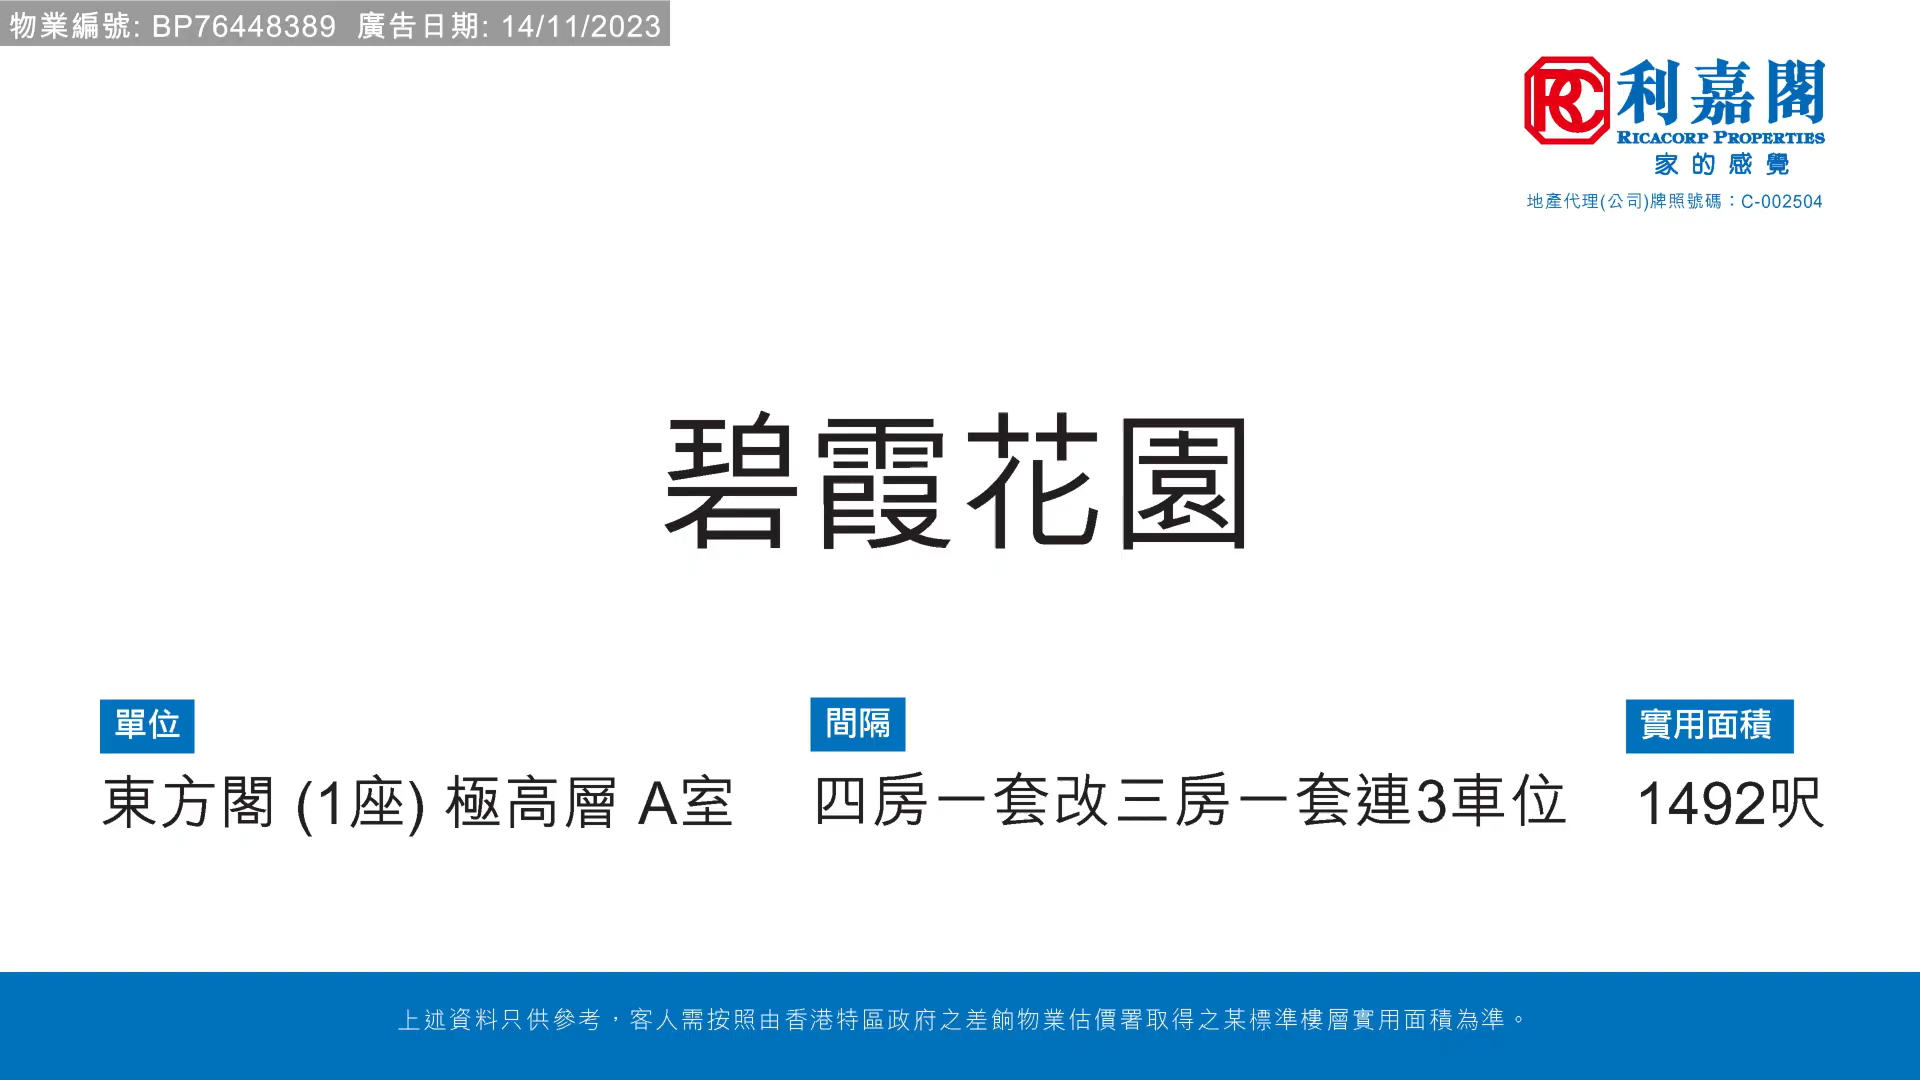 物業編號: BP76448389 廣告日期: 14/11/2023
RC 利嘉閣
RICACORP PROPERTIES
家的感覺
地產代理(公司)牌照號碼：C-002504
碧霞花園
單位
東方閣 (1座) 極高層 A室
間隔
四房一套改三房一套連3車位
實用面積
1492呎
上述資料只供參考，客人需按照由香港特區政府之差餉物業估價署取得之某標準樓層實用面積為準。